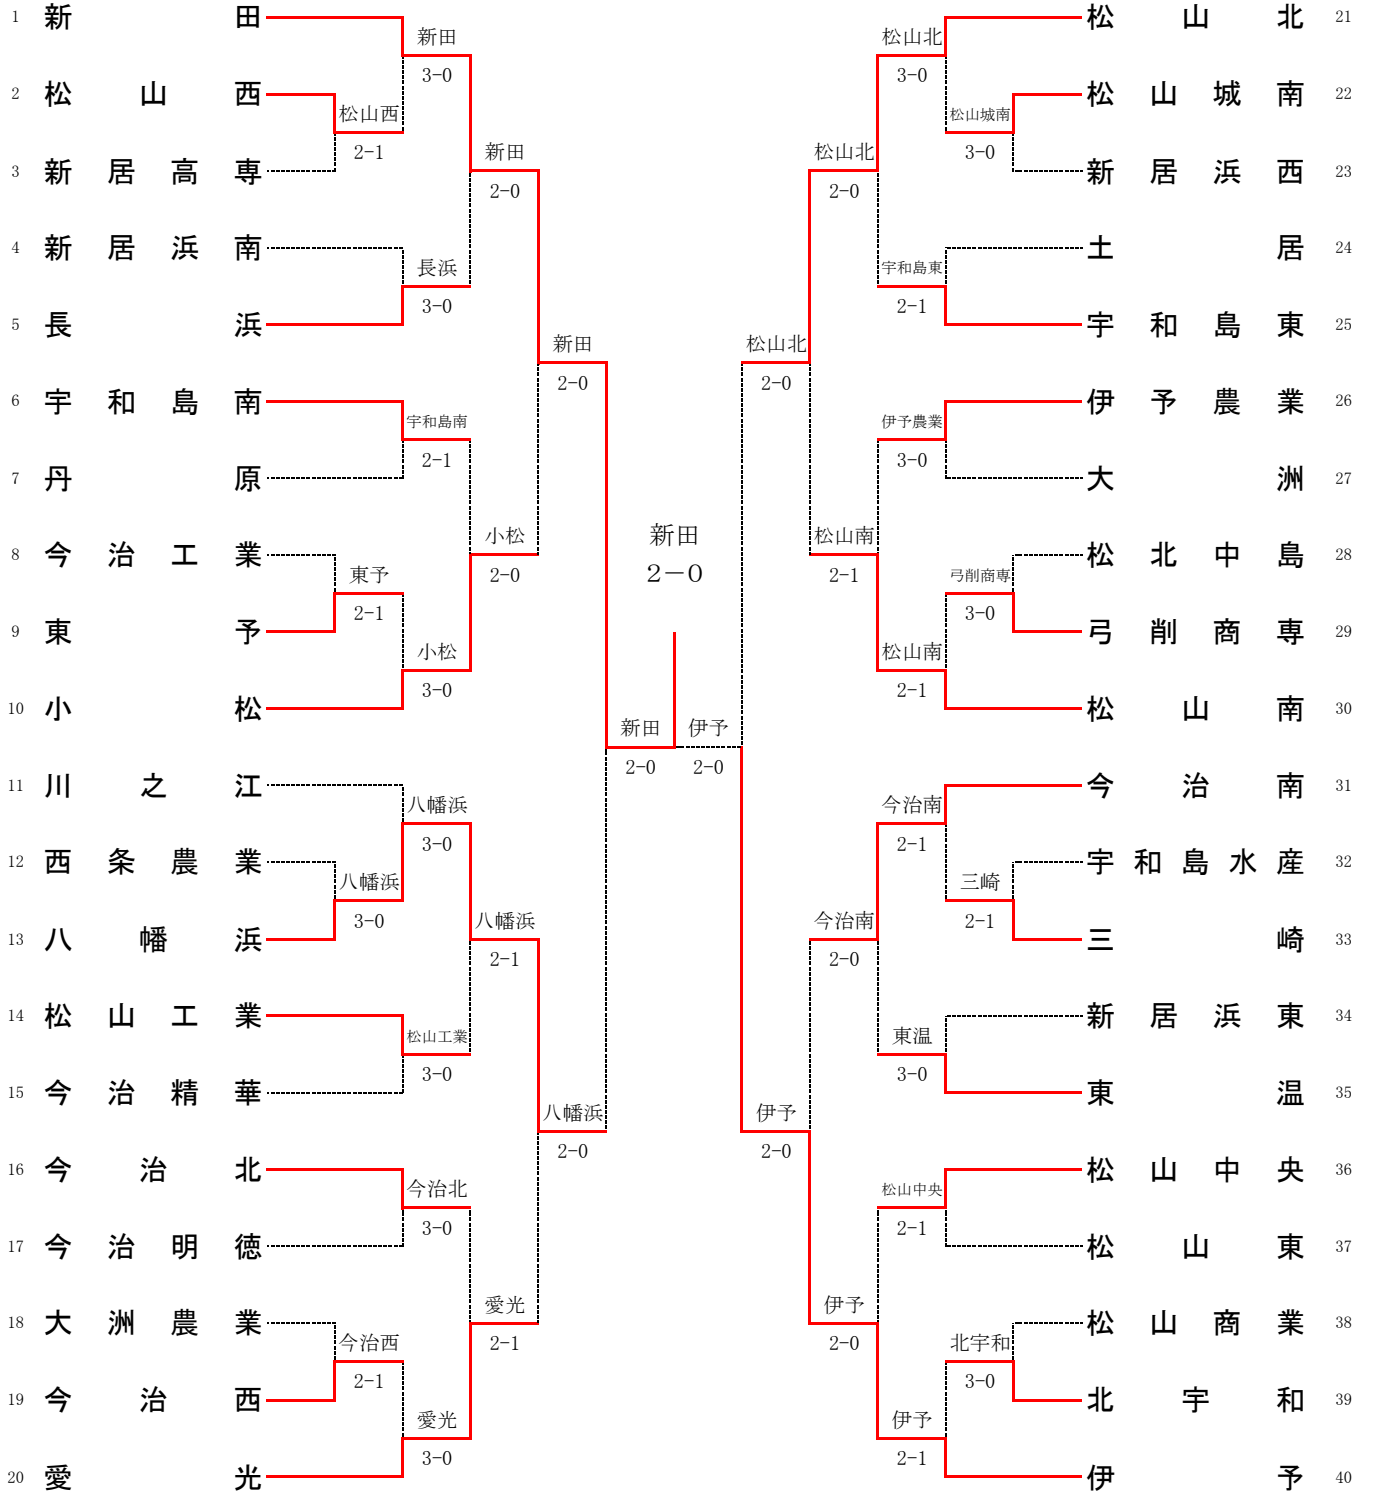 1 新田
2 松山西
3 新居高専
4 新居浜南
5 長浜
6 宇和島南
7 丹原
8 今治工業
9 東予
10 小松
11 川之江
12 西条農業
13 八幡浜
14 松山工業
15 今治精華
16 今治北
17 今治明徳
18 大洲農業
19 今治西
20 愛光
松山西
2-1
東予
2-1
八幡浜
3-0
今治西
2-1
新田
3-0
長浜
3-0
宇和島南
2-1
小松
3-0
八幡浜
3-0
松山工業
3-0
今治北
3-0
愛光
3-0
新田
2-0
小松
2-0
八幡浜
2-1
愛光
2-1
新田
2-0
八幡浜
2-0
新田
2-0
新田
2-0
伊予
2-0
松山北
2-0
伊予
2-0
松山北
2-0
松山南
2-1
今治南
2-0
伊予
2-0
松山北
3-0
宇和島東
2-1
伊予農業
3-0
松山南
2-1
今治南
2-1
東温
3-0
松山中央
2-1
伊予
2-1
松山城南
3-0
弓削商専
3-0
三崎
2-1
北宇和
3-0
松山北 21
松山城南 22
新居浜西 23
土居 24
宇和島東 25
伊予農業 26
大洲 27
松北中島 28
弓削商専 29
松山南 30
今治南 31
宇和島水産 32
三崎 33
新居浜東 34
東温 35
松山中央 36
松山東 37
松山商業 38
北宇和 39
伊予 40